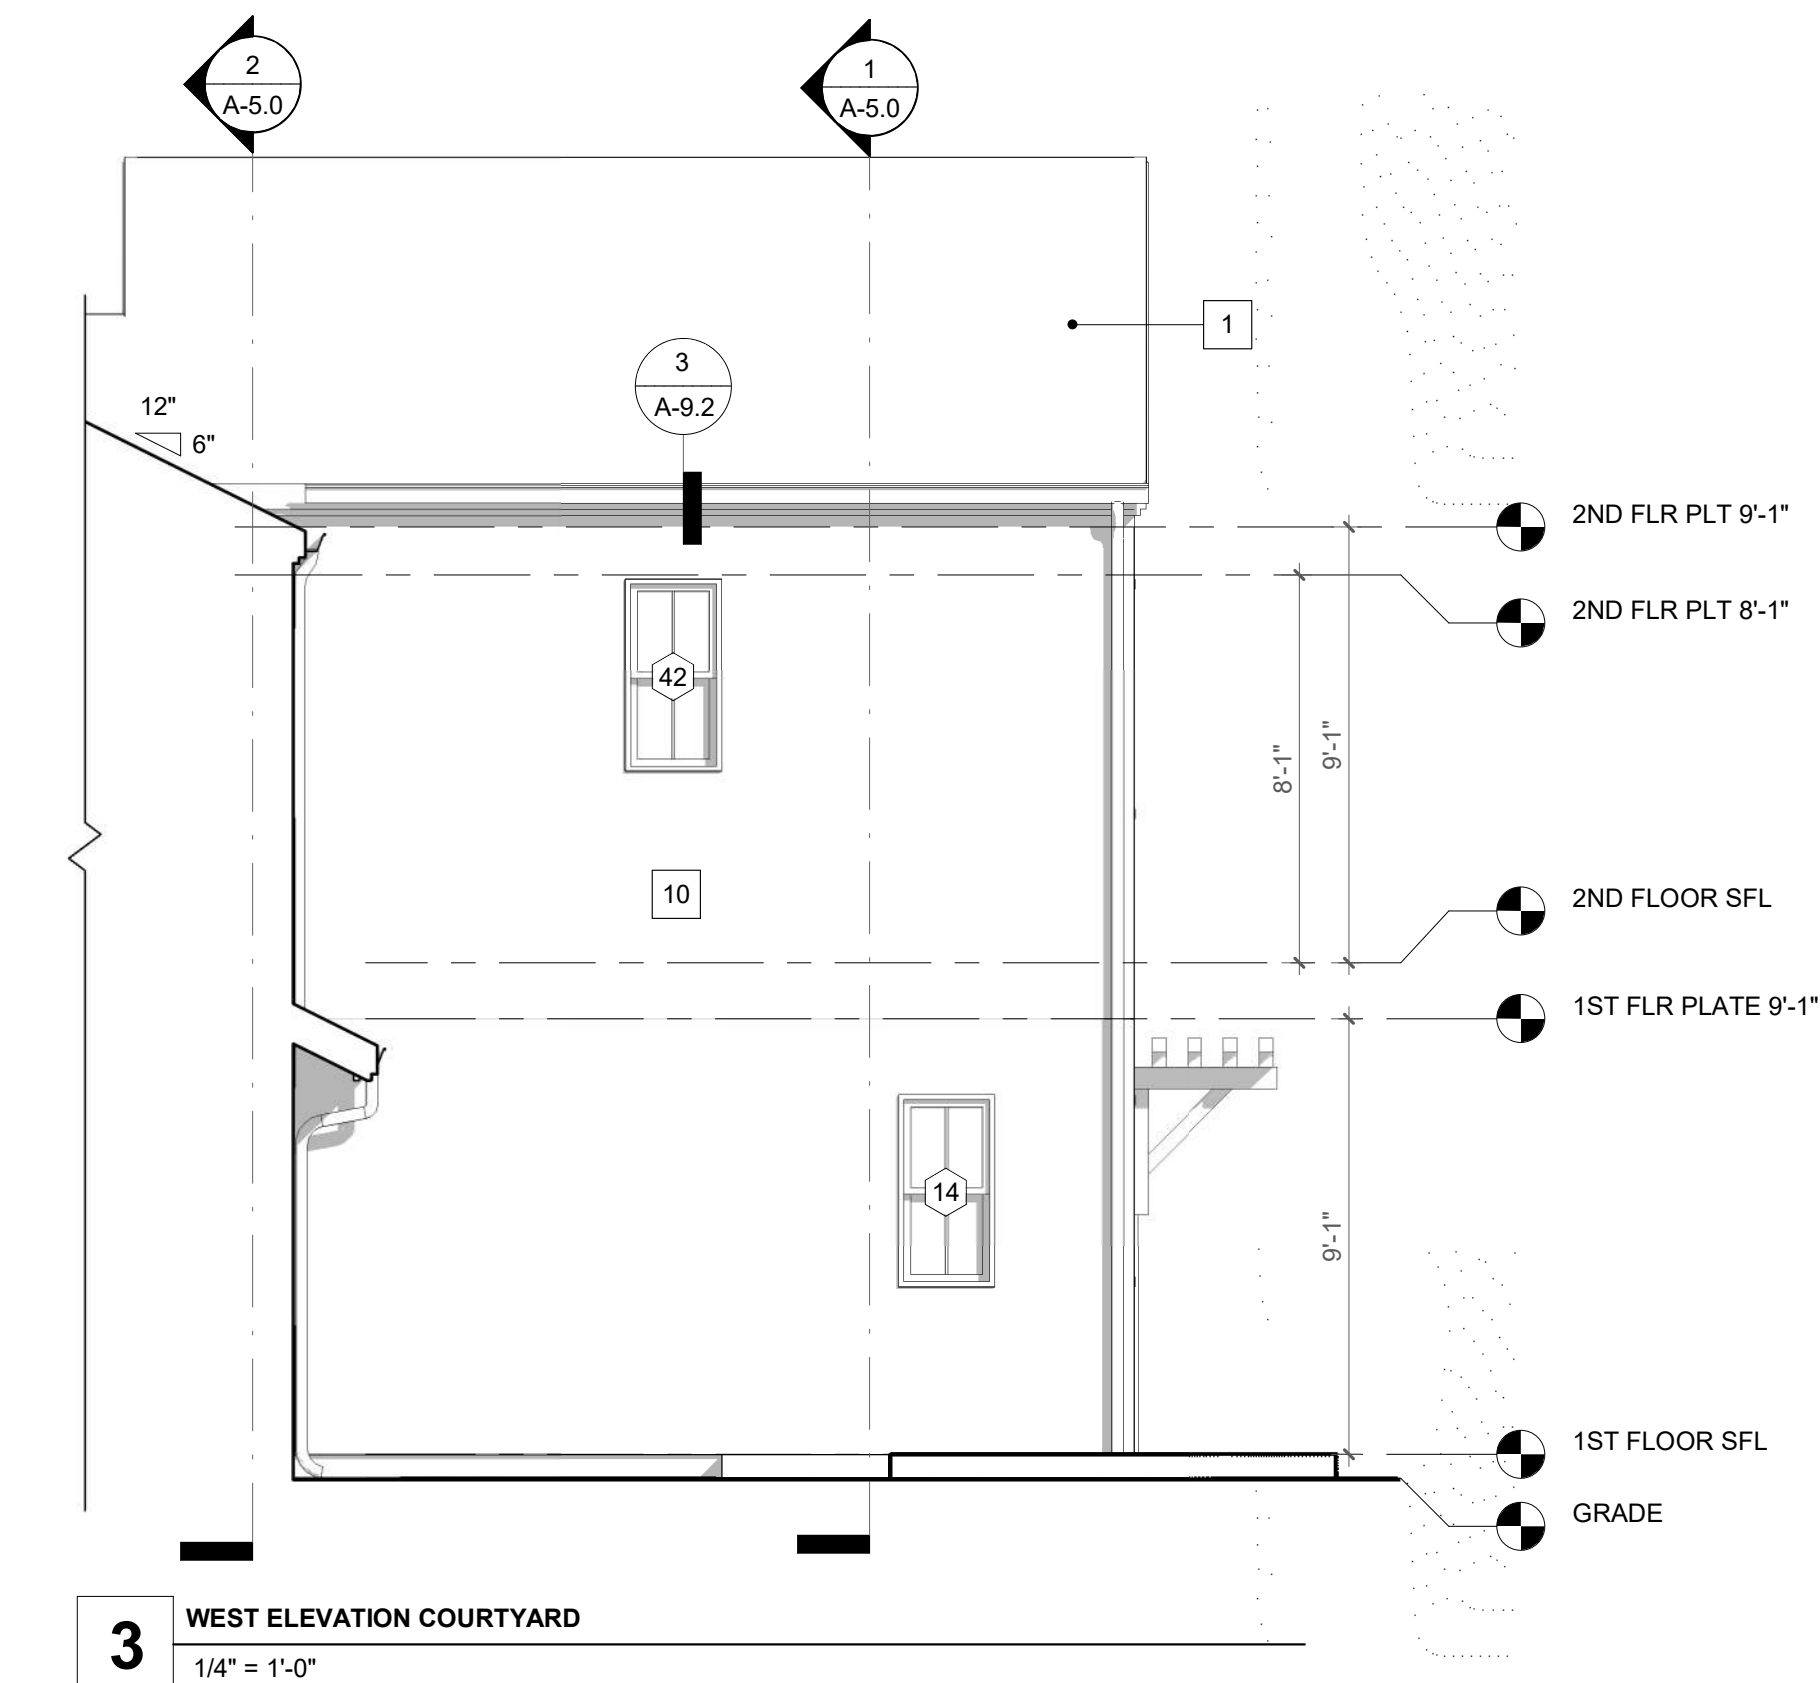 2
A-5.0
1
A-5.0
1
3
A-9.2
12"
6"
2ND FLR PLT 9'-1"
2ND FLR PLT 8'-1"
42
8'-1"
9'-1"
10
2ND FLOOR SFL
1ST FLR PLATE 9'-1"
14
9'-1"
1ST FLOOR SFL
GRADE
3
WEST ELEVATION COURTYARD
1/4" = 1'-0"